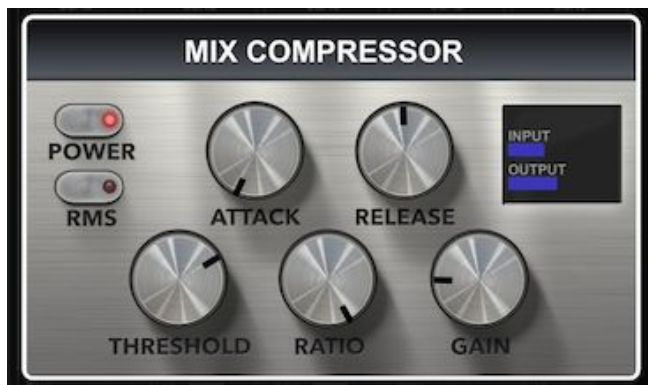 MIX COMPRESSOR
POWER
RMS
ATTACK
RELEASE
INPUT
OUTPUT
THRESHOLD
RATIO
GAIN